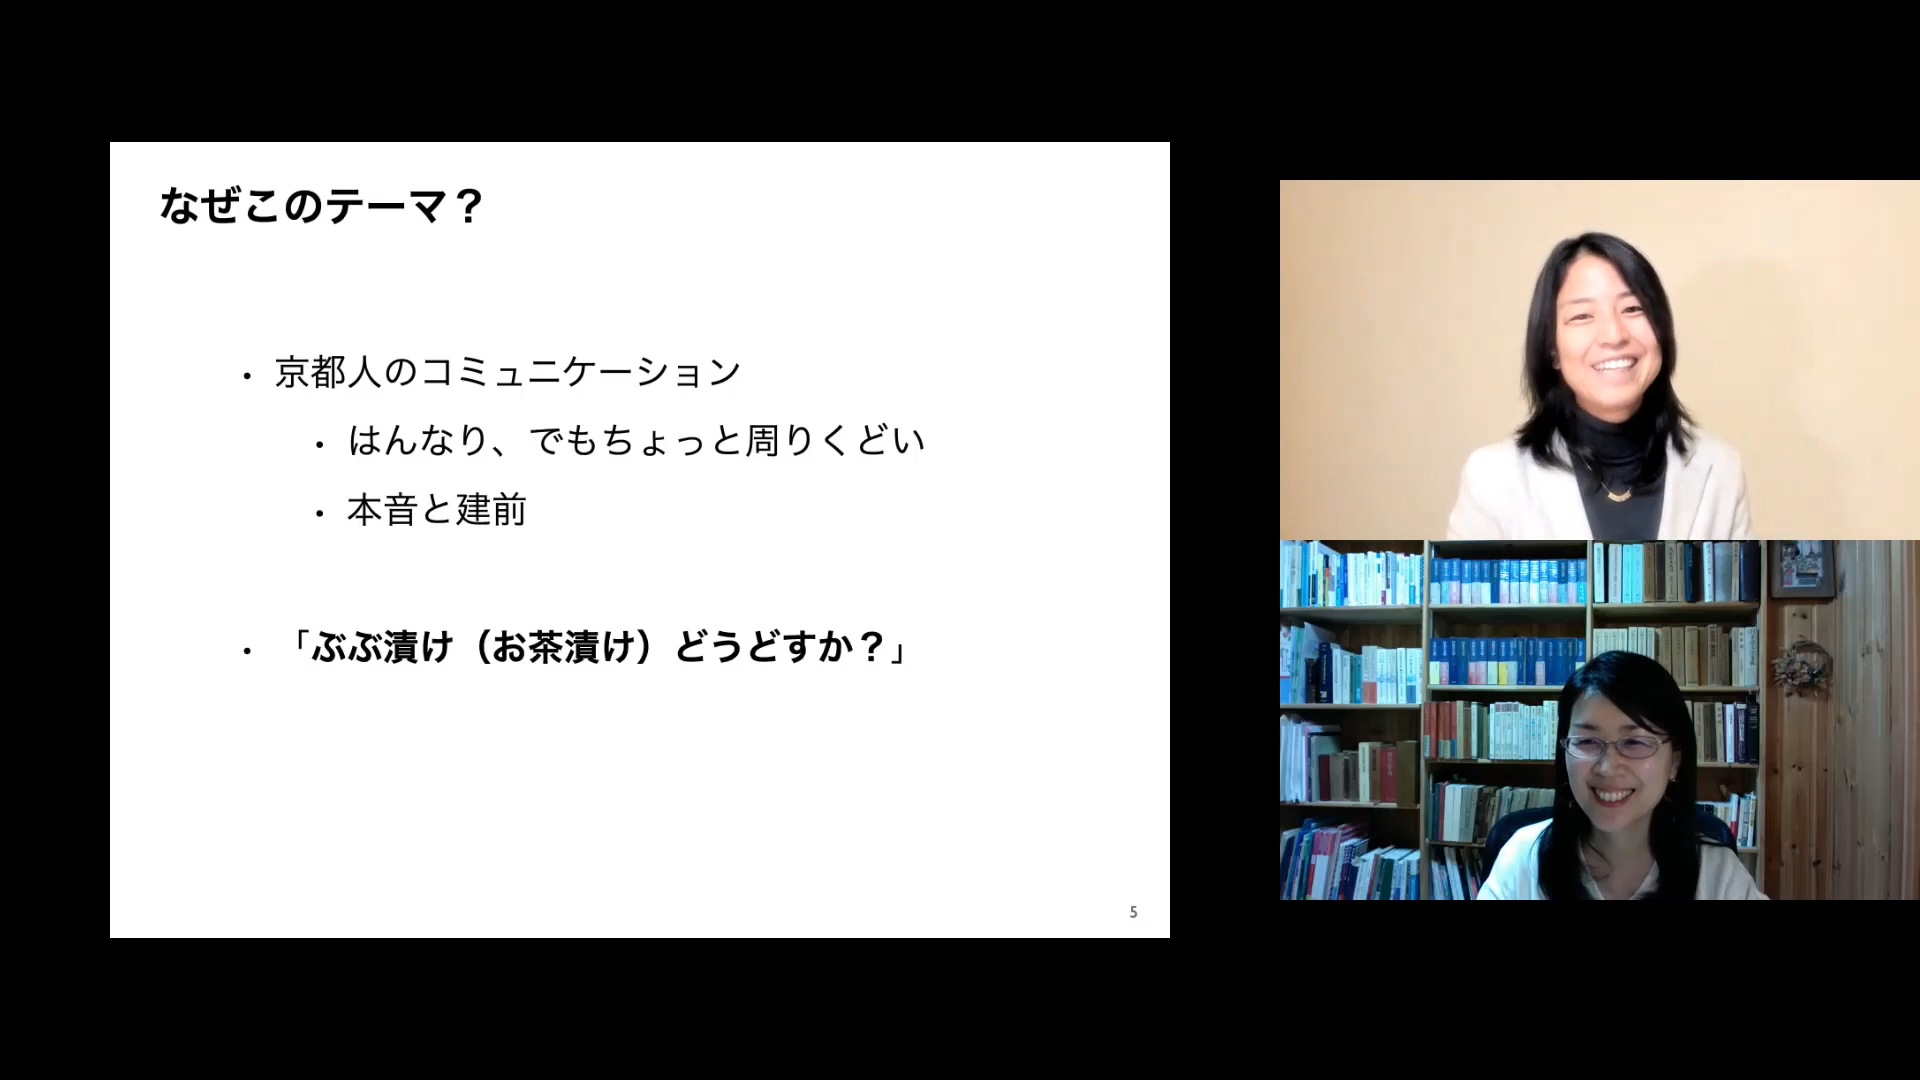 なぜこのテーマ？
・ 京都人のコミュニケーション
・ はんなり、でもちょっと周りくどい
・ 本音と建前
・ 「ぶぶ漬け（お茶漬け）どうどすか？」
5